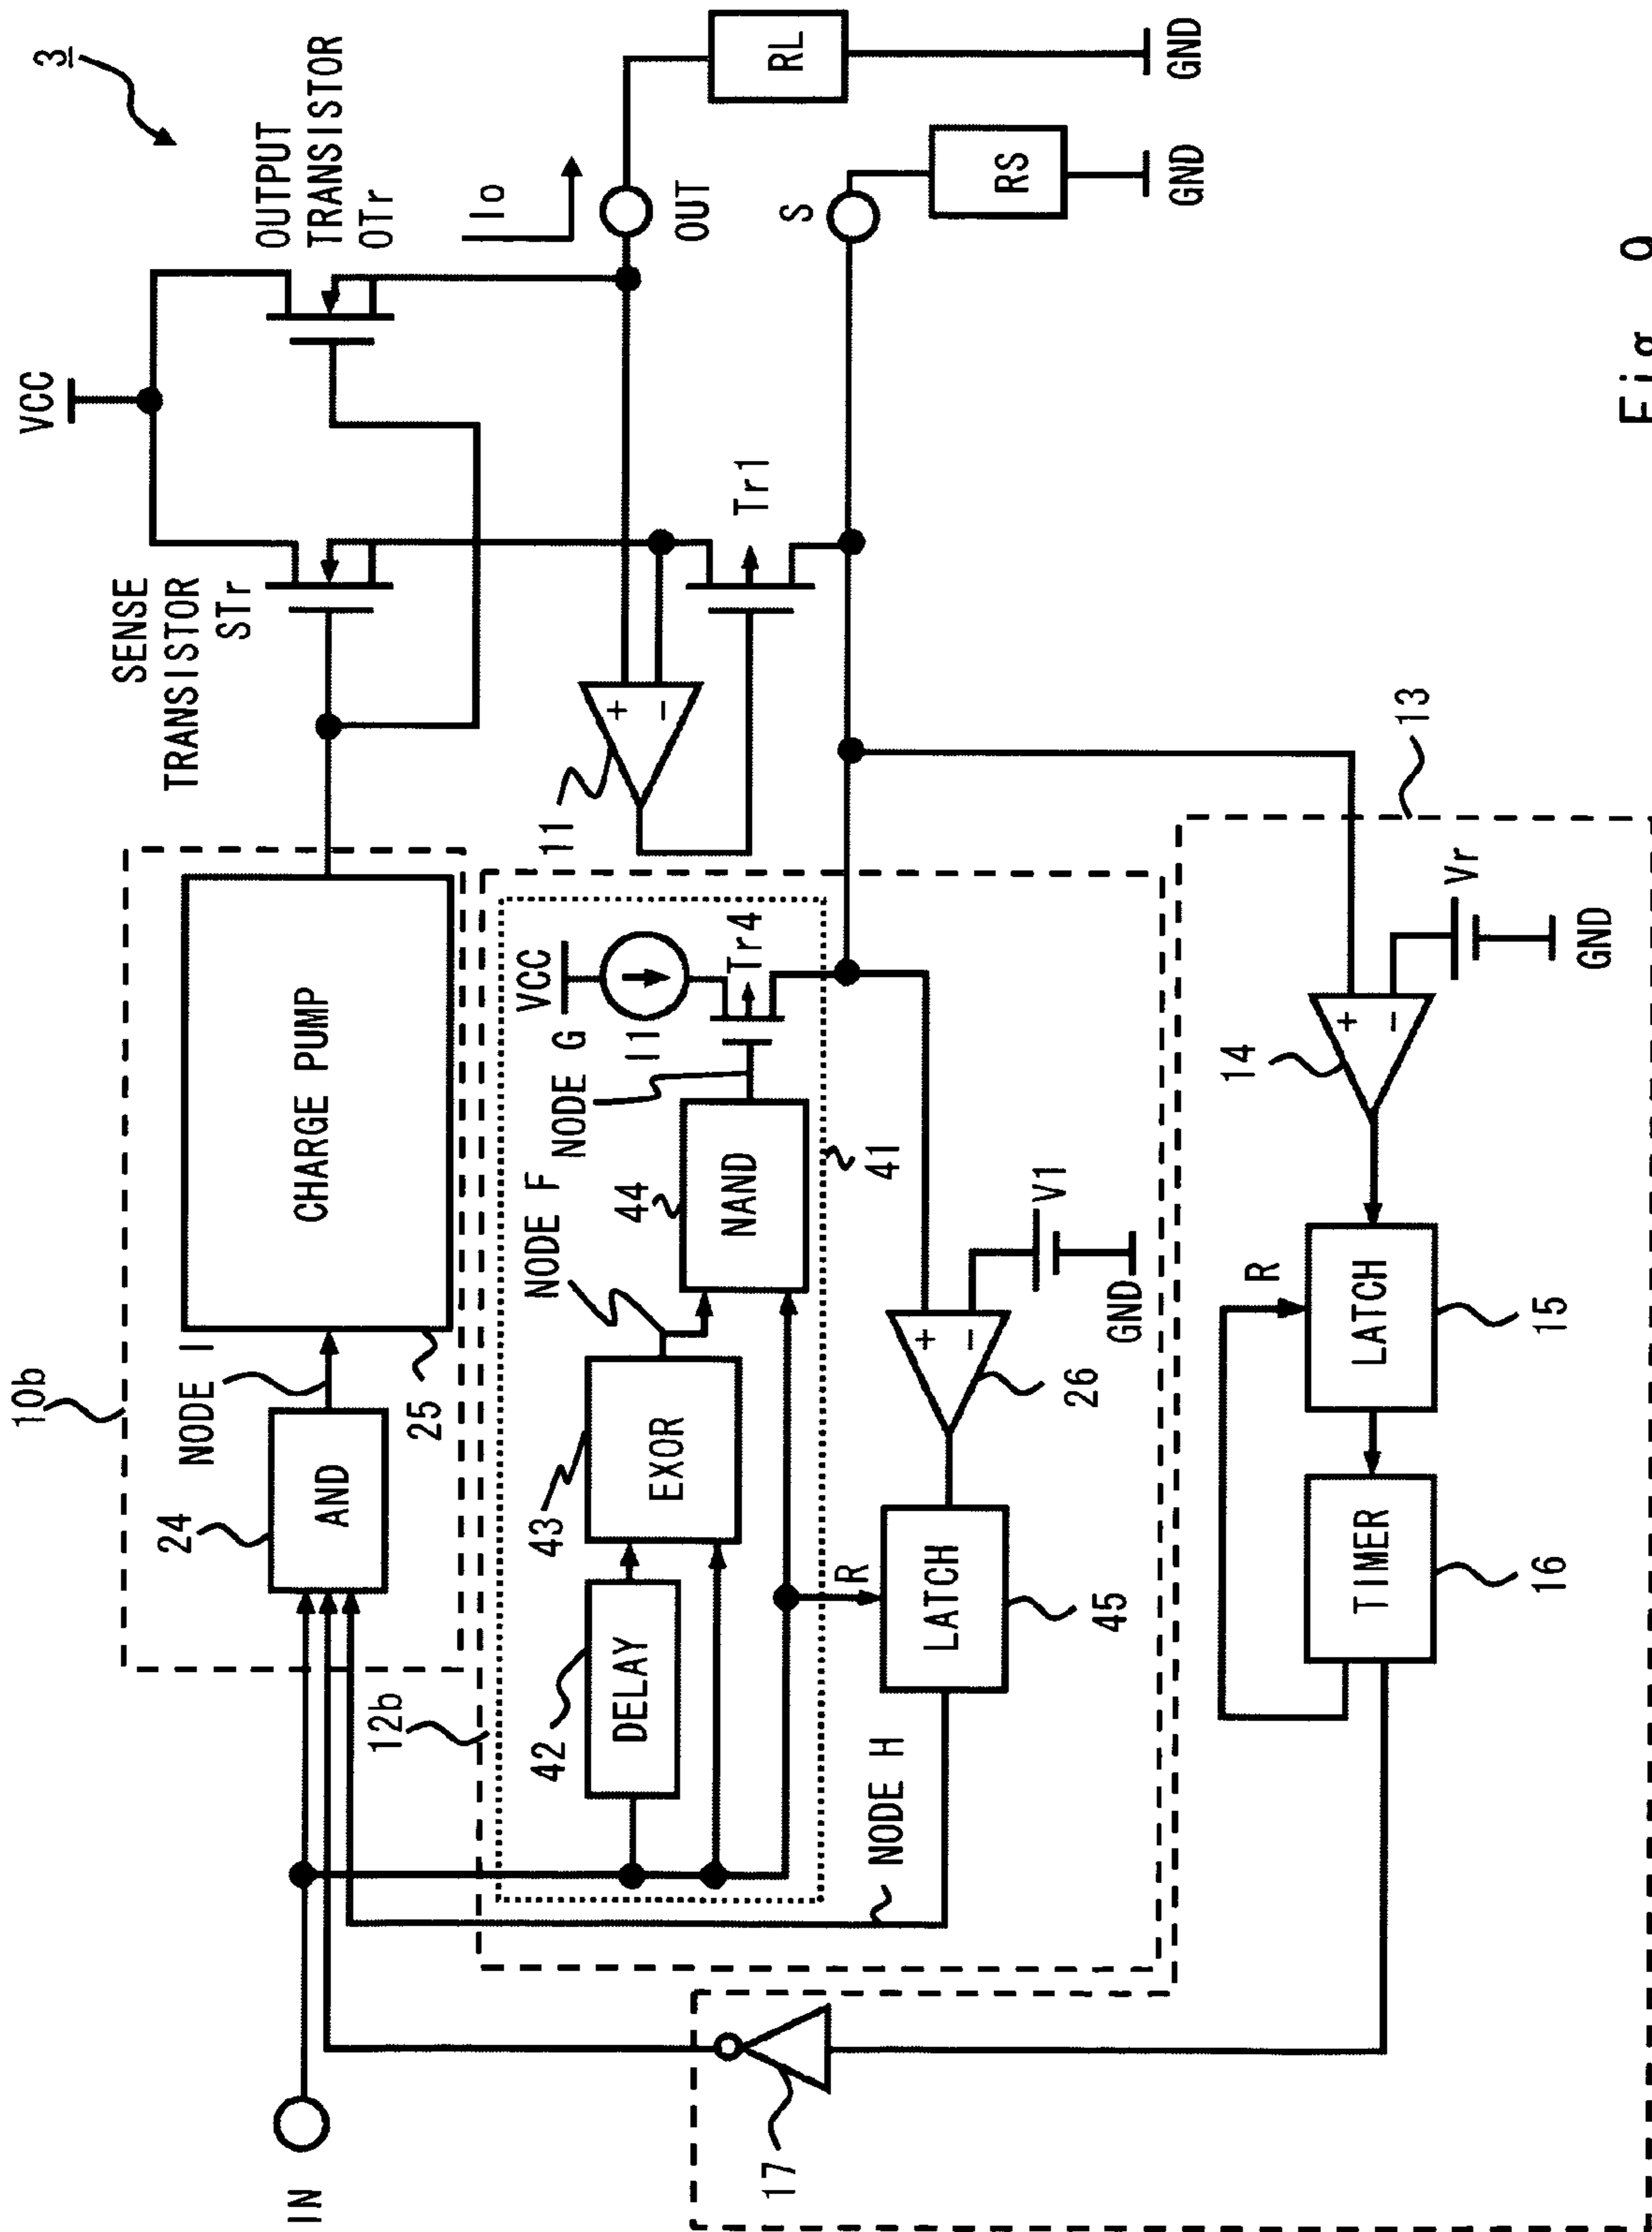 3
10b
VCC
24
NODE I
AND
CHARGE PUMP
25
SENSE
TRANSISTOR
STr
OUTPUT
TRANSISTOR
OTr
Io
IN
12b
42
DELAY
43
EXOR
NODE F
44
NAND
NODE G
VCC
I1
Tr4
41
11
+
−
Tr1
OUT
RL
GND
S
RS
GND
17
NODE H
R
LATCH
45
26
+
−
V1
GND
13
R
TIMER
16
LATCH
15
14
+
−
Vr
GND
Fig. 9